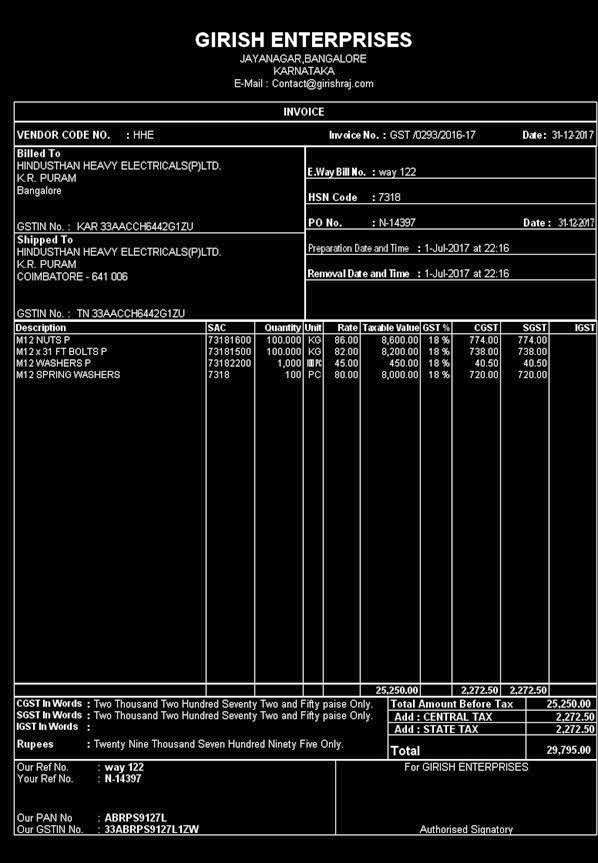 GIRISH ENTERPRISES
JAYANAGAR,BANGALORE
KARNATAKA
E-Mail : Contact@girishraj.com
INVOICE
VENDOR CODE NO. : HHE Invoice No. : GST /0293/2016-17 Date : 31-12-2017
Billed To
HINDUSTHAN HEAVY ELECTRICALS(P)LTD.
K.R. PURAM
Bangalore
GSTIN No. : KAR 33AACCH6442G1ZU
E.Way Bill No. : way 122
HSN Code : 7318
PO No. : N-14397 Date : 31-12-2017
Shipped To
HINDUSTHAN HEAVY ELECTRICALS(P)LTD.
K.R. PURAM
COIMBATORE - 641 006
GSTIN No. : TN 33AACCH6442G1ZU
Preparation Date and Time : 1-Jul-2017 at 22:16
Removal Date and Time : 1-Jul-2017 at 22:16
Description SAC Quantity Unit Rate Taxable Value GST % CGST SGST IGST
M12 NUTS P 73181600 100.000 KG 86.00 8,600.00 18 % 774.00 774.00
M12 x 31 FT BOLTS P 73181500 100.000 KG 82.00 8,200.00 18 % 738.00 738.00
M12 WASHERS P 73182200 1,000 45.00 450.00 18 % 40.50 40.50
M12 SPRING WASHERS 7318 100 PC 80.00 8,000.00 18 % 720.00 720.00
25,250.00 2,272.50 2,272.50
CGST In Words : Two Thousand Two Hundred Seventy Two and Fifty paise Only.
SGST In Words : Two Thousand Two Hundred Seventy Two and Fifty paise Only.
IGST In Words :
Rupees : Twenty Nine Thousand Seven Hundred Ninety Five Only.
Total Amount Before Tax 25,250.00
Add : CENTRAL TAX 2,272.50
Add : STATE TAX 2,272.50
Total 29,795.00
Our Ref No. : way 122
Your Ref No. : N-14397
Our PAN No : ABRPS9127L
Our GSTIN No. : 33ABRPS9127L1ZW
For GIRISH ENTERPRISES
Authorised Signatory